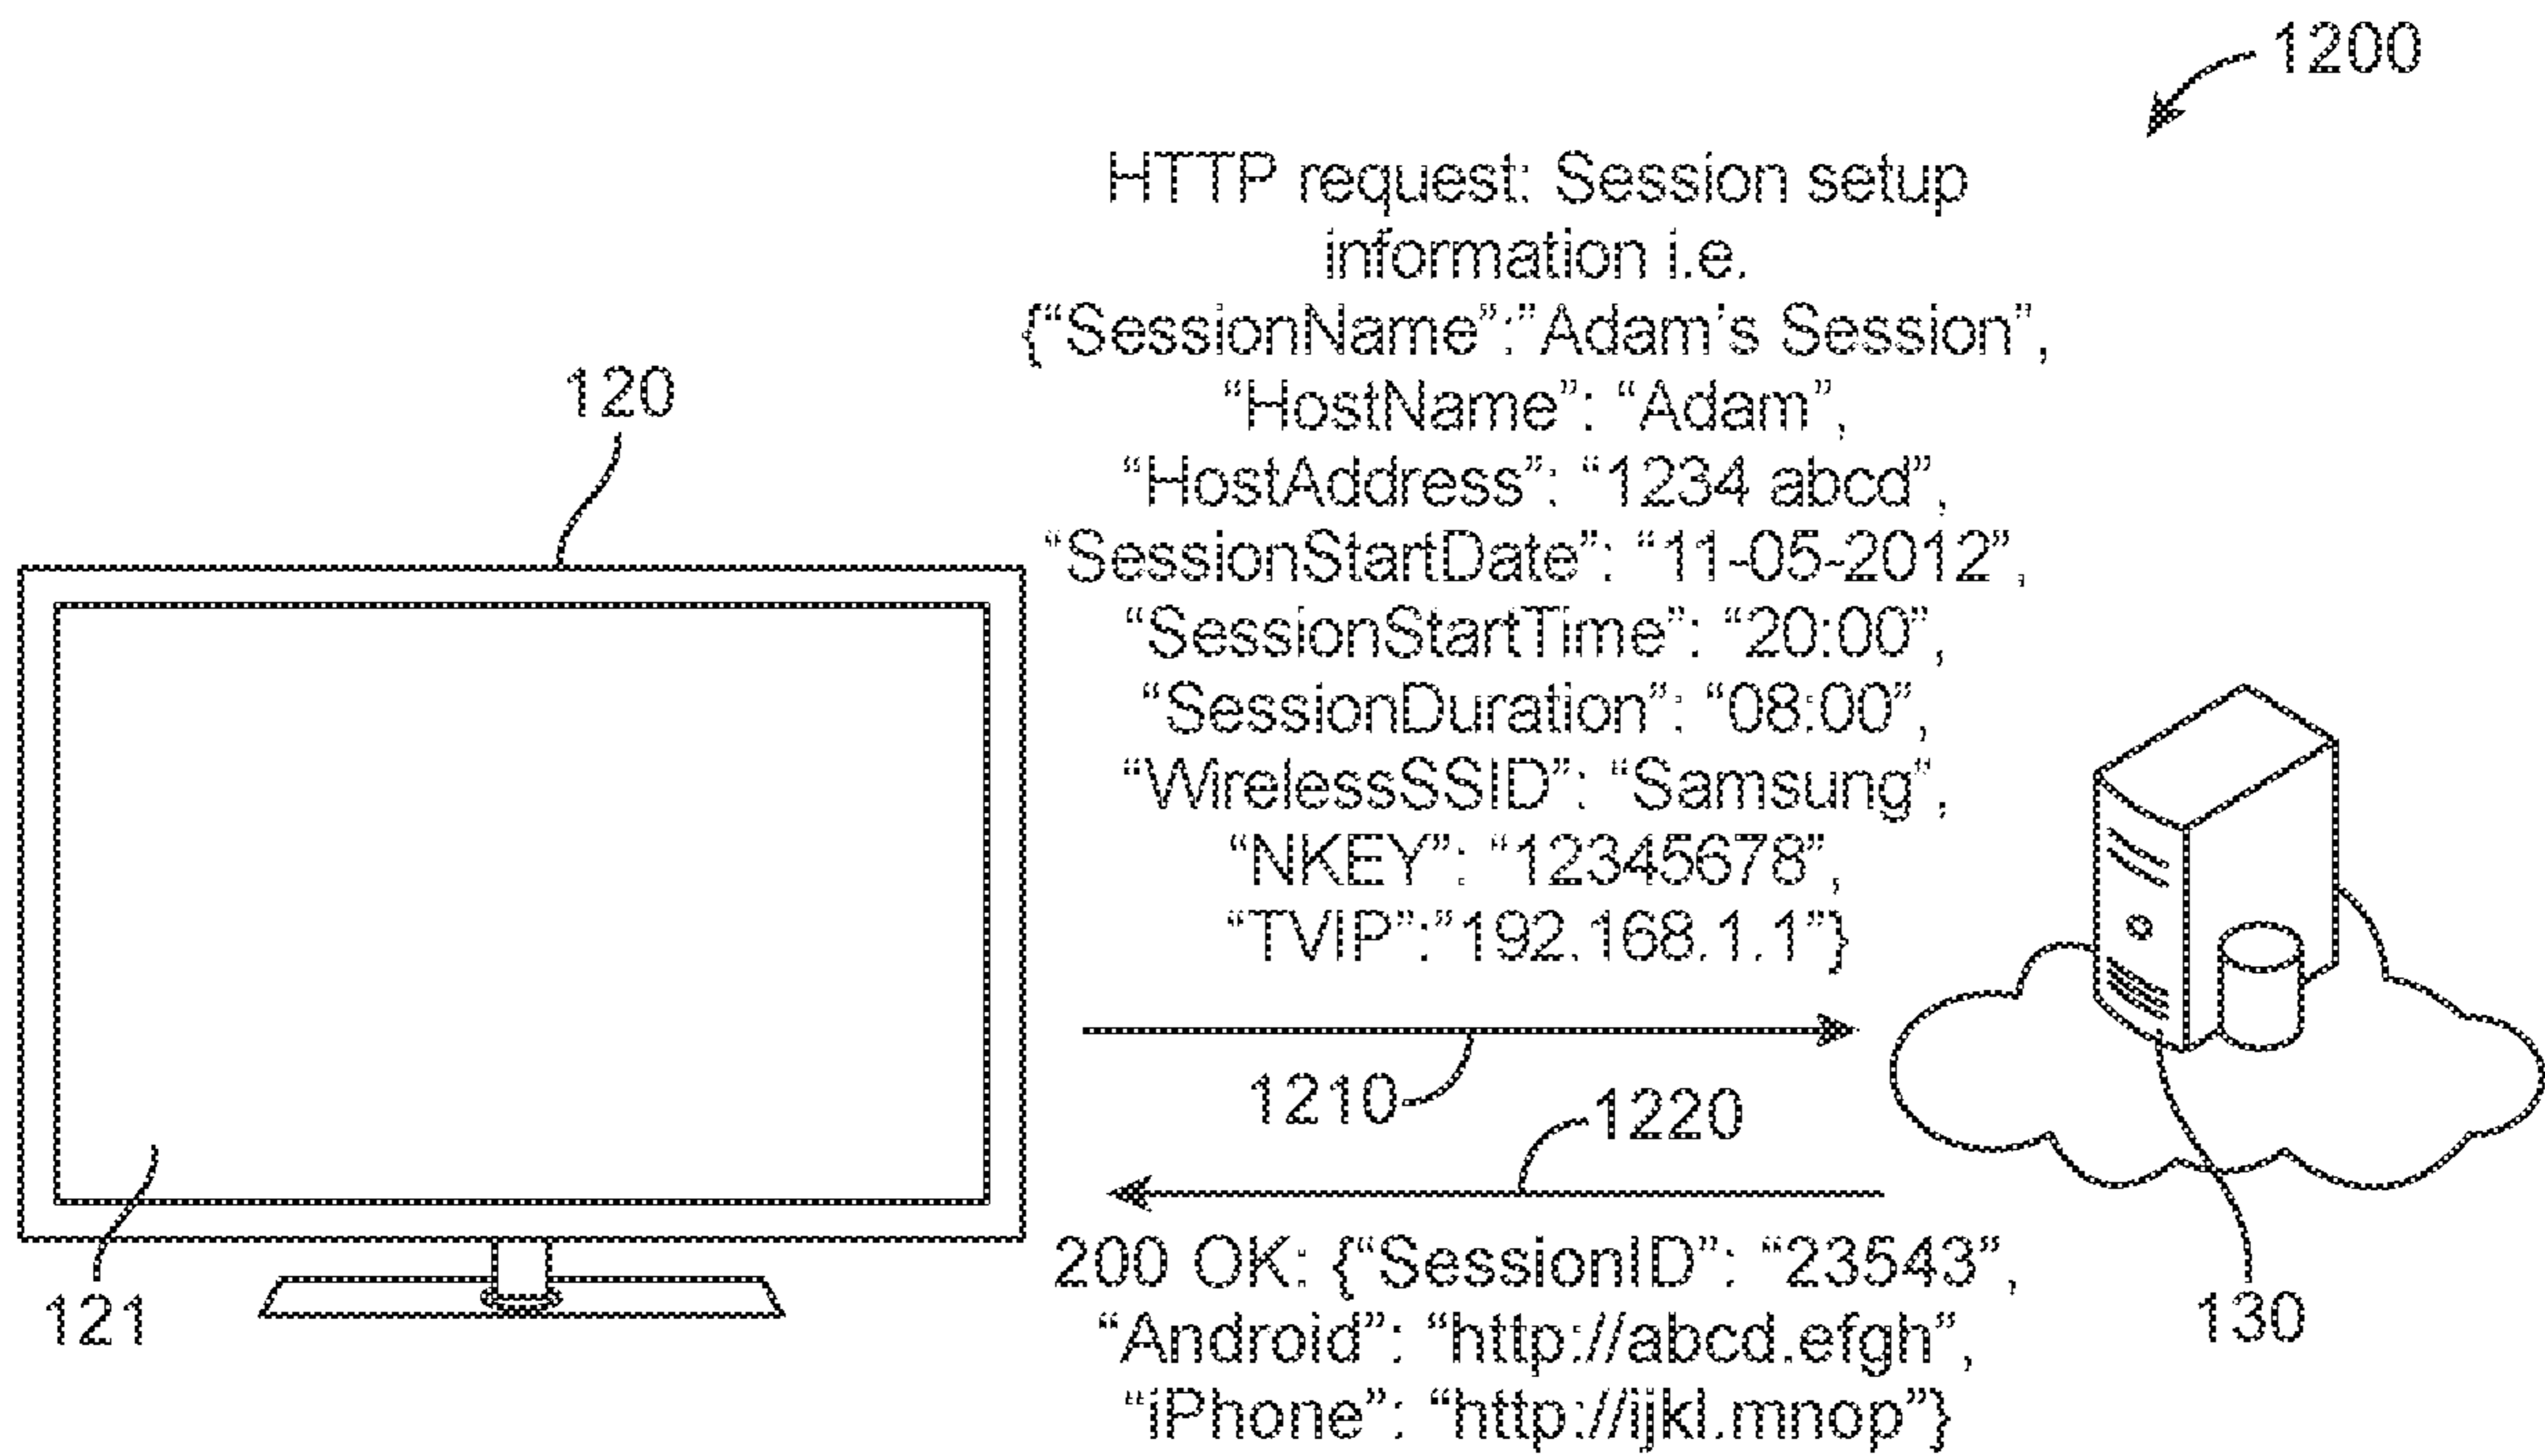 1200
HTTP request: Session setup
information i.e.
{“SessionName”:”Adam’s Session”,
“HostName”: “Adam”,
“HostAddress”: “1234 abcd”,
“SessionStartDate”: “11-05-2012”,
“SessionStartTime”: “20:00”,
“SessionDuration”: “08:00”,
“WirelessSSID”: “Samsung”,
“NKEY”: “12345678”,
“TVIP”:”192.168.1.1”}
120
1210
1220
121
200 OK: {“SessionID”: “23543”,
“Android”: “http://abcd.efgh”,
“iPhone”: “http://ijkl.mnop”}
130